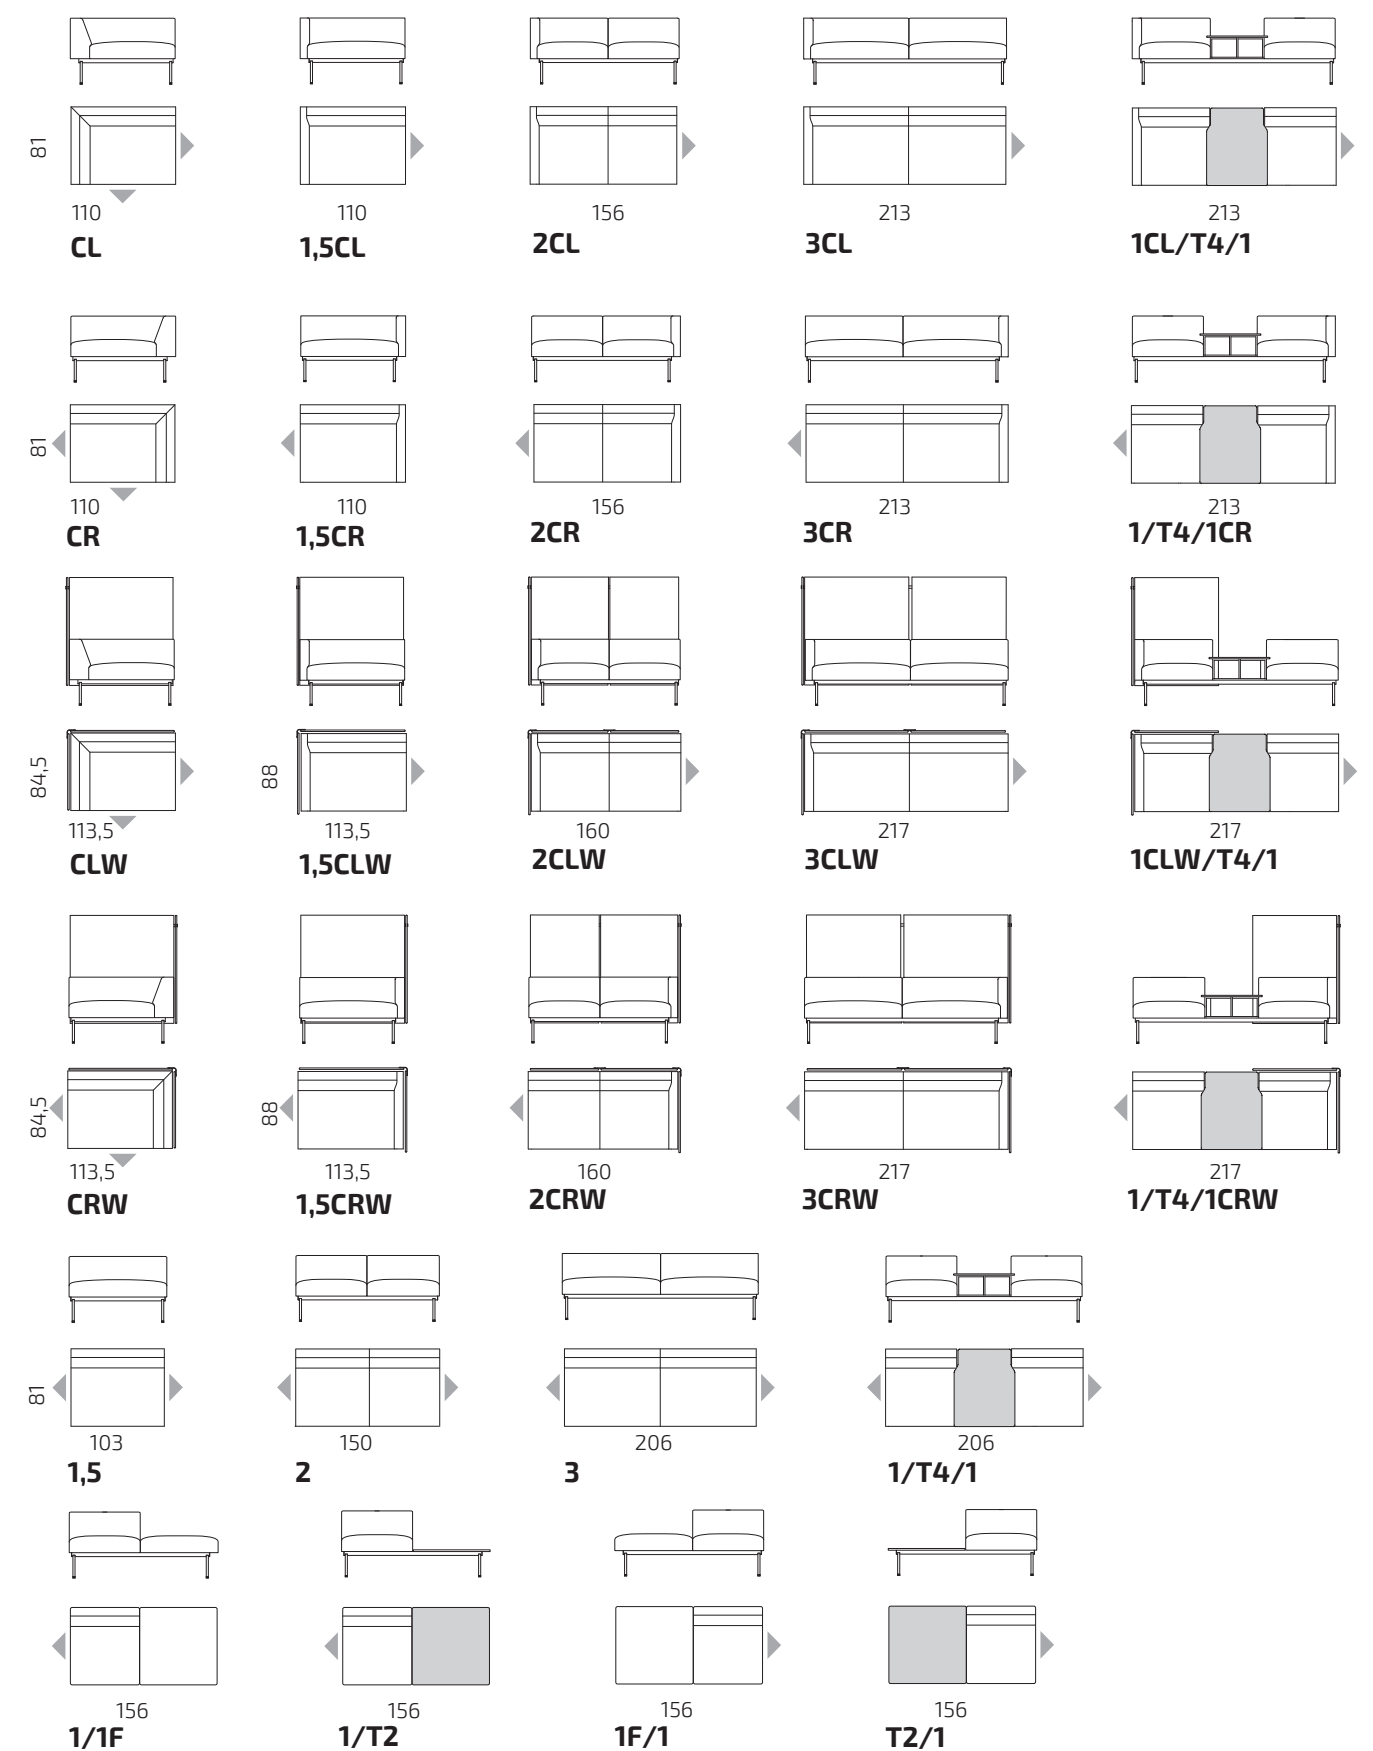 81
110
CL
110
1,5CL
156
2CL
213
3CL
213
1CL/T4/1
81
110
CR
110
1,5CR
156
2CR
213
3CR
213
1/T4/1CR
84,5
113,5
CLW
88
113,5
1,5CLW
160
2CLW
217
3CLW
217
1CLW/T4/1
84,5
113,5
CRW
88
113,5
1,5CRW
160
2CRW
217
3CRW
217
1/T4/1CRW
81
103
1,5
150
2
206
3
206
1/T4/1
156
1/1F
156
1/T2
156
1F/1
156
T2/1